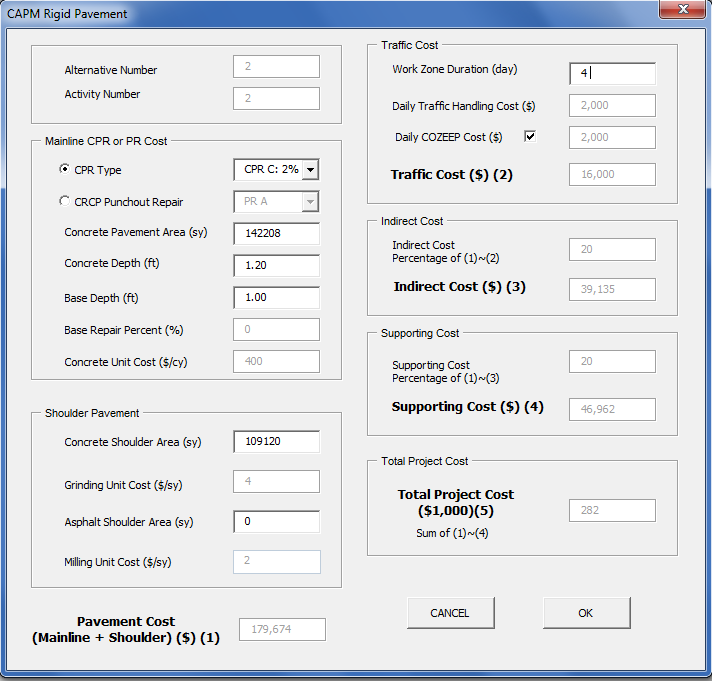 CAPM Rigid Pavement
Alternative Number 2
Activity Number 2
Mainline CPR or PR Cost
CPR Type CPR C: 2%
CRCP Punchout Repair PR A
Concrete Pavement Area (sy) 142208
Concrete Depth (ft) 1.20
Base Depth (ft) 1.00
Base Repair Percent (%) 0
Concrete Unit Cost ($/cy) 400
Shoulder Pavement
Concrete Shoulder Area (sy) 109120
Grinding Unit Cost ($/sy) 4
Asphalt Shoulder Area (sy) 0
Milling Unit Cost ($/sy) 2
Pavement Cost
(Mainline + Shoulder) ($) (1) 179,674
Traffic Cost
Work Zone Duration (day) 4
Daily Traffic Handling Cost ($) 2,000
Daily COZEEP Cost ($) 2,000
Traffic Cost ($) (2) 16,000
Indirect Cost
Indirect Cost
Percentage of (1)~(2) 20
Indirect Cost ($) (3) 39,135
Supporting Cost
Supporting Cost
Percentage of (1)~(3) 20
Supporting Cost ($) (4) 46,962
Total Project Cost
Total Project Cost
($1,000)(5) 282
Sum of (1)~(4)
CANCEL OK